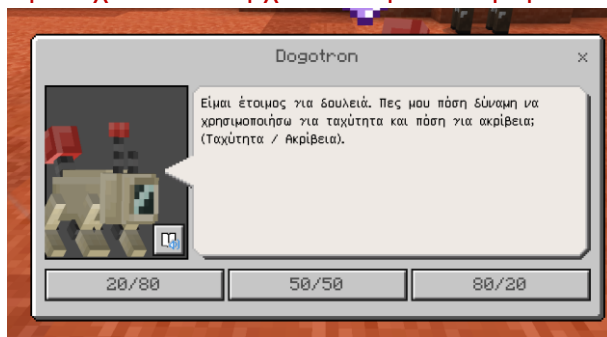 Dogotron
x
Είμαι έτοιμος για δουλειά. Πες μου πόση δύναμη να
χρησιμοποιήσω για ταχύτητα και πόση για ακρίβεια;
(Ταχύτητα / Ακρίβεια).
20/80
50/50
80/20